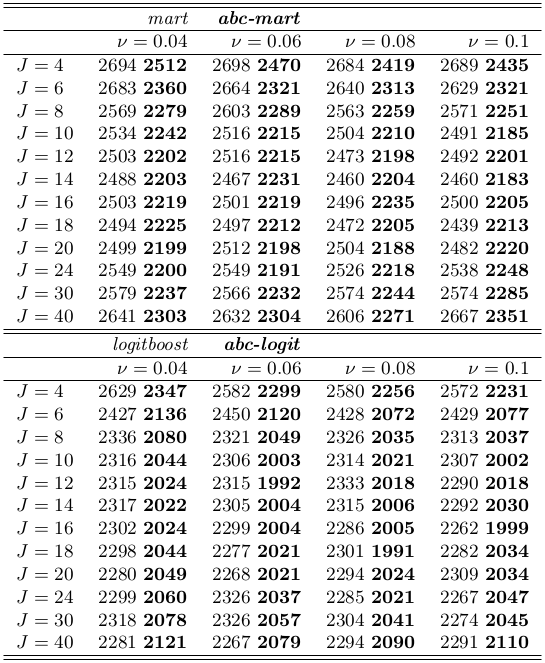 mart abc-mart
ν = 0.04 ν = 0.06 ν = 0.08 ν = 0.1
J = 4 2694 2512 2698 2470 2684 2419 2689 2435
J = 6 2683 2360 2664 2321 2640 2313 2629 2321
J = 8 2569 2279 2603 2289 2563 2259 2571 2251
J = 10 2534 2242 2516 2215 2504 2210 2491 2185
J = 12 2503 2202 2516 2215 2473 2198 2492 2201
J = 14 2488 2203 2467 2231 2460 2204 2460 2183
J = 16 2503 2219 2501 2219 2496 2235 2500 2205
J = 18 2494 2225 2497 2212 2472 2205 2439 2213
J = 20 2499 2199 2512 2198 2504 2188 2482 2220
J = 24 2549 2200 2549 2191 2526 2218 2538 2248
J = 30 2579 2237 2566 2232 2574 2244 2574 2285
J = 40 2641 2303 2632 2304 2606 2271 2667 2351
logitboost abc-logit
ν = 0.04 ν = 0.06 ν = 0.08 ν = 0.1
J = 4 2629 2347 2582 2299 2580 2256 2572 2231
J = 6 2427 2136 2450 2120 2428 2072 2429 2077
J = 8 2336 2080 2321 2049 2326 2035 2313 2037
J = 10 2316 2044 2306 2003 2314 2021 2307 2002
J = 12 2315 2024 2315 1992 2333 2018 2290 2018
J = 14 2317 2022 2305 2004 2315 2006 2292 2030
J = 16 2302 2024 2299 2004 2286 2005 2262 1999
J = 18 2298 2044 2277 2021 2301 1991 2282 2034
J = 20 2280 2049 2268 2021 2294 2024 2309 2034
J = 24 2299 2060 2326 2037 2285 2021 2267 2047
J = 30 2318 2078 2326 2057 2304 2041 2274 2045
J = 40 2281 2121 2267 2079 2294 2090 2291 2110